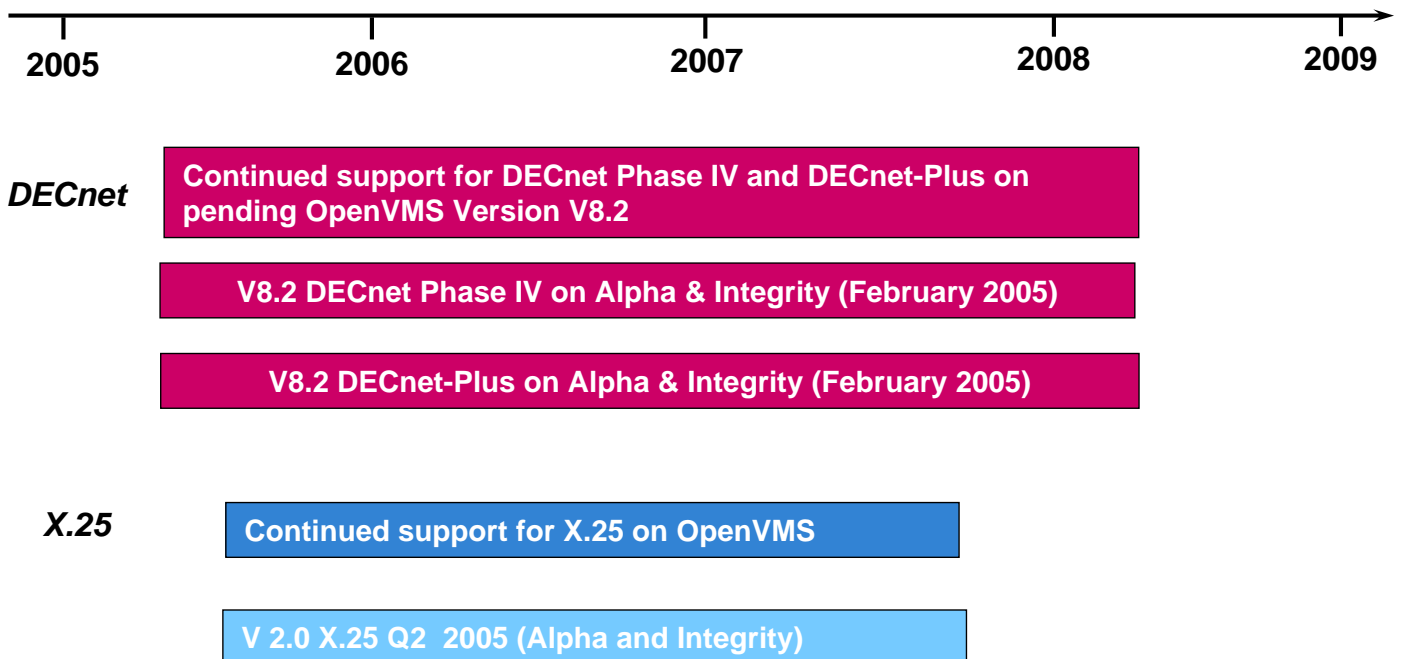 2005 2006 2007 2008 2009
DECnet
Continued support for DECnet Phase IV and DECnet-Plus on
pending OpenVMS Version V8.2
V8.2 DECnet Phase IV on Alpha & Integrity (February 2005)
V8.2 DECnet-Plus on Alpha & Integrity (February 2005)
X.25
Continued support for X.25 on OpenVMS
V 2.0 X.25 Q2  2005 (Alpha and Integrity)